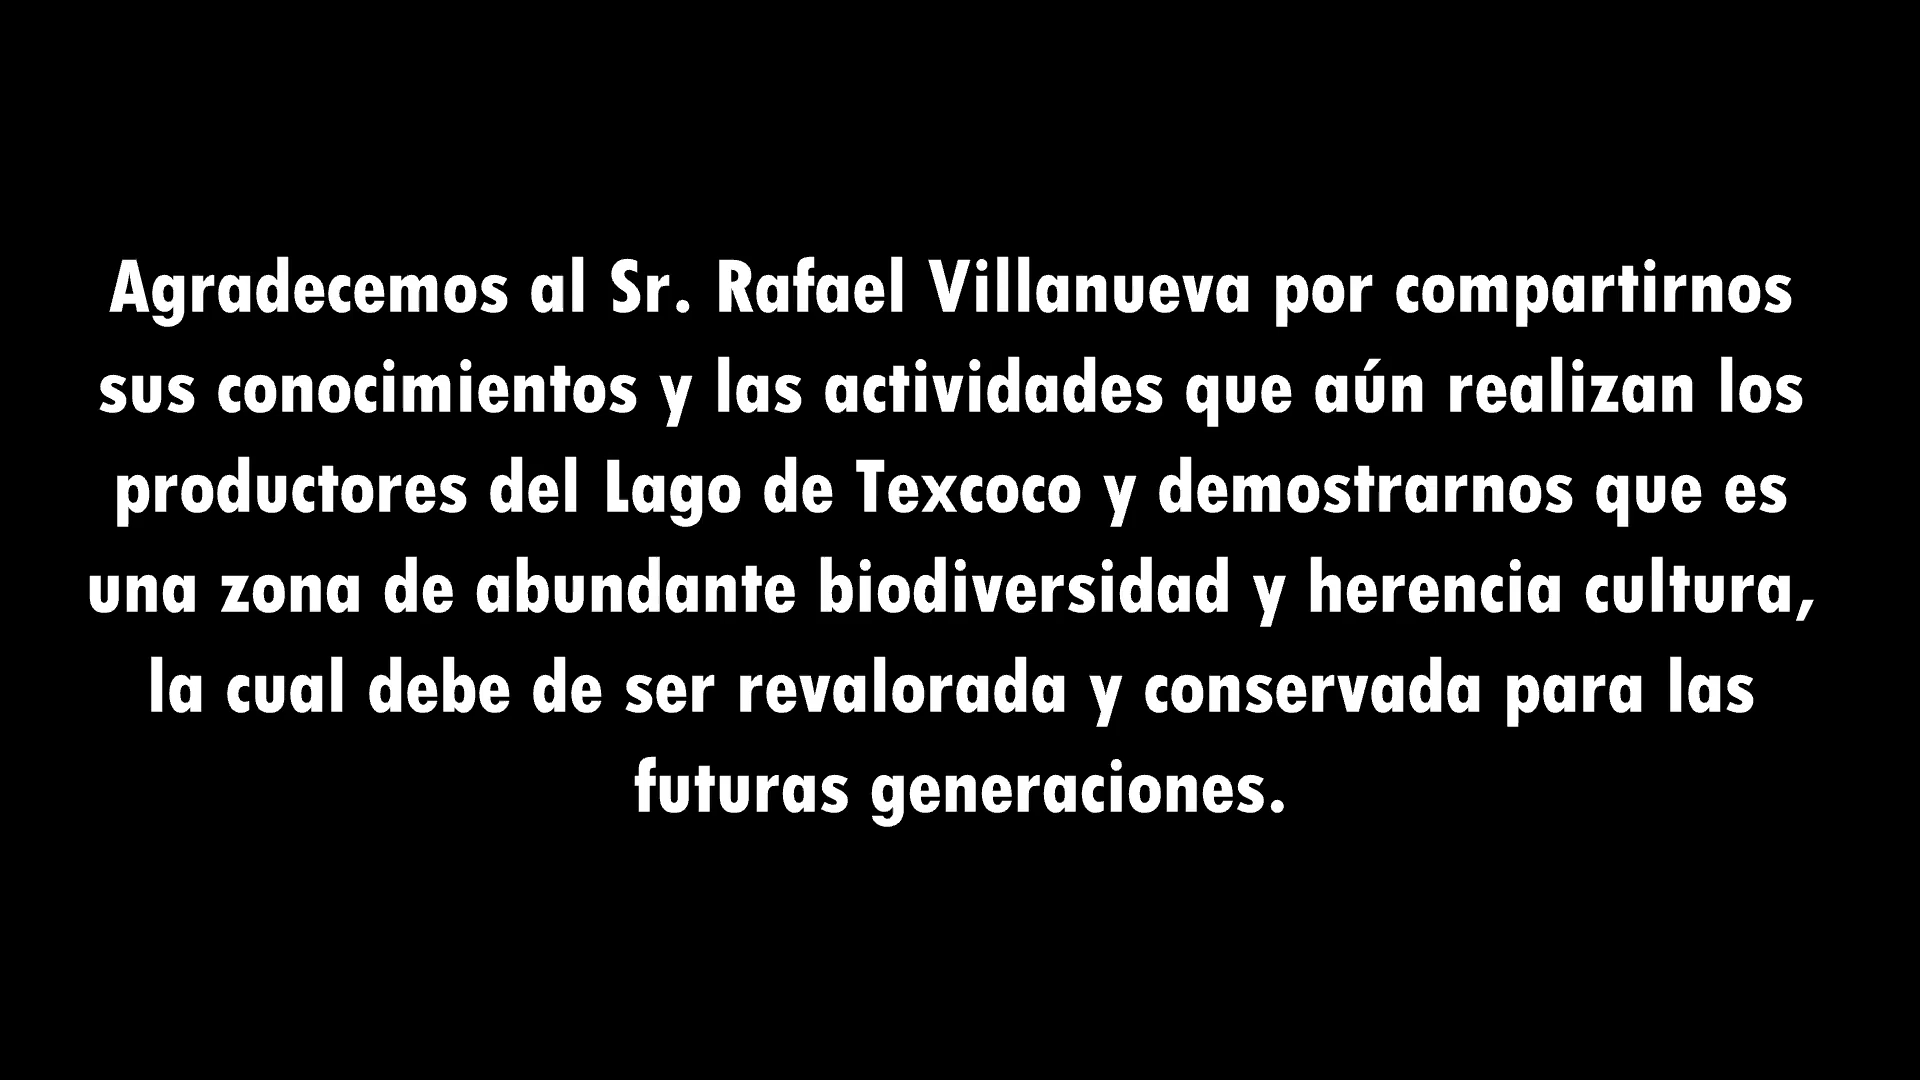 Agradecemos al Sr. Rafael Villanueva por compartirnos
sus conocimientos y las actividades que aún realizan los
productores del Lago de Texcoco y demostrarnos que es
una zona de abundante biodiversidad y herencia cultura,
la cual debe de ser revalorada y conservada para las
futuras generaciones.